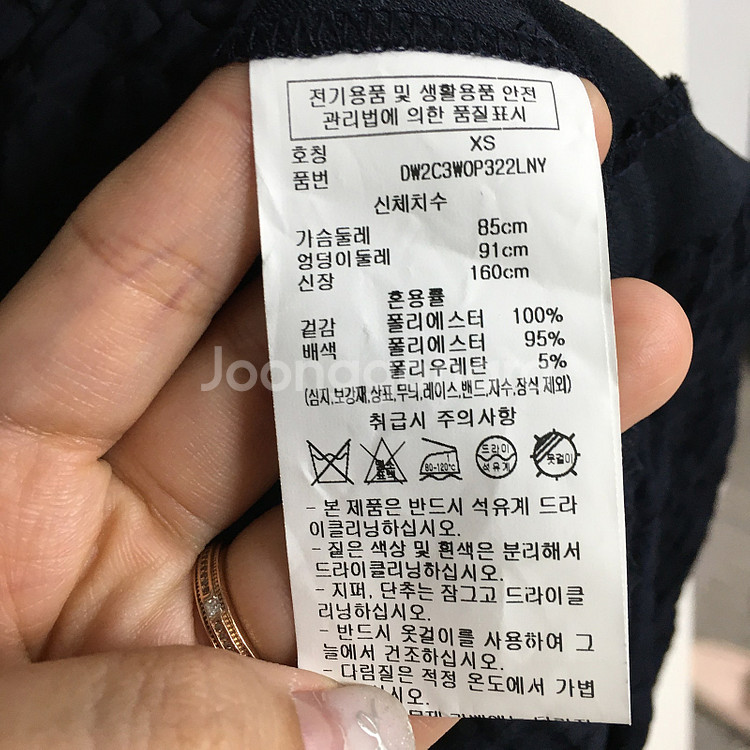 전기용품 및 생활용품 안전
관리법에 의한 품질표시
호칭 XS
품번 DW2C3WOP322LNY
신체치수
가슴둘레 85cm
엉덩이둘레 91cm
신장 160cm
혼용률
겉감 폴리에스터 100%
배색 폴리에스터 95%
폴리우레탄 5%
(심지,보강재,상표,무늬,레이스,밴드,자수,장식 제외)
취급시 주의사항
염소
표백
80-120℃
드라이
석유계
옷걸이
- 본 제품은 반드시 석유계 드라
이클리닝하십시오.
- 짙은 색상 및 흰색은 분리해서
드라이클리닝하십시오.
- 지퍼, 단추는 잠그고 드라이클
리닝하십시오.
- 반드시 옷걸이를 사용하여 그
늘에서 건조하십시오.
- 다림질은 적정 온도에서 가볍
시오.